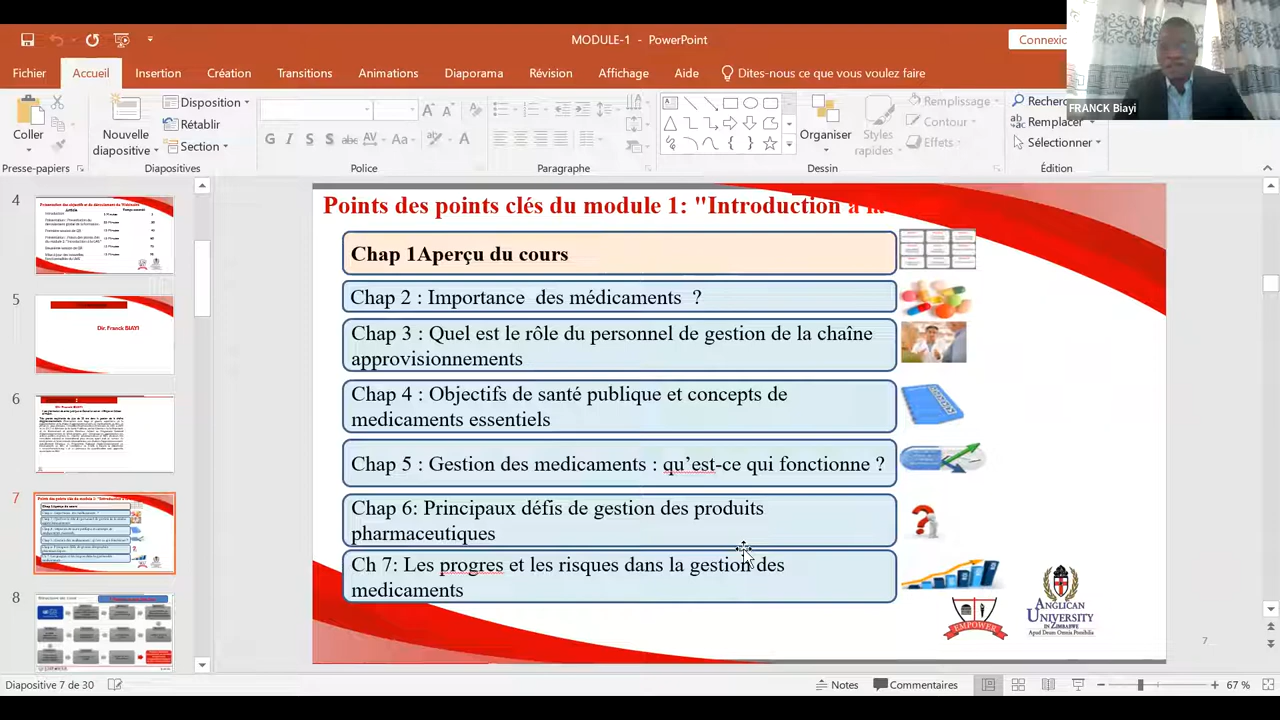 MODULE-1 - PowerPoint
Connexio
FRANCK Biayi
Fichier
Accueil
Insertion
Création
Transitions
Animations
Diaporama
Révision
Affichage
Aide
Dites-nous ce que vous voulez faire
Coller
Nouvelle
diapositive
Disposition
Rétablir
Section
G I S S abc AV Aa A
Organiser
Styles
rapides
Remplissage
Contour
Effets
Recherc
Remplacer
Sélectionner
Presse-papiers
Diapositives
Police
Paragraphe
Dessin
Édition
4
5
Dir. Franck BIAYI
6
7
8
Points des point clés du module 1: "Introduction à la
Chap 1Aperçu du cours
Chap 2 : Importance des médicaments ?
Chap 3 : Quel est le rôle du personnel de gestion de la chaîne
approvisionnements
Chap 4 : Objectifs de santé publique et concepts de
medicaments essentiels
Chap 5 : Gestion des medicaments : qu’est-ce qui fonctionne ?
Chap 6: Principaux défis de gestion des produits
pharmaceutiques
Ch 7: Les progres et les risques dans la gestion des
medicaments
EMPOWER
ANGLICAN
UNIVERSITY
IN ZIMBABWE
Apud Deum Omnia Possibilia
7
Diapositive 7 de 30
Notes
Commentaires
67 %